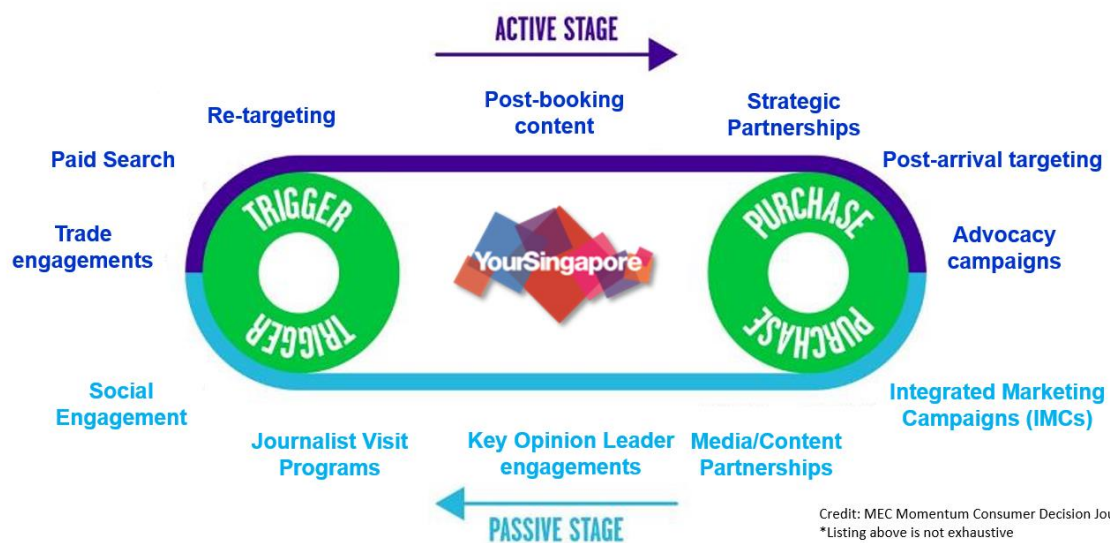 ACTIVE STAGE
Re-targeting
Post-booking
content
Strategic
Partnerships
Paid Search
Post-arrival targeting
TRIGGER
PURCHASE
Trade
engagements
YourSingapore
Advocacy
campaigns
TRIGGER
PURCHASE
Social
Engagement
Integrated Marketing
Campaigns (IMCs)
Journalist Visit
Programs
Key Opinion Leader
engagements
Media/Content
Partnerships
PASSIVE STAGE
Credit: MEC Momentum Consumer Decision Jou
*Listing above is not exhaustive